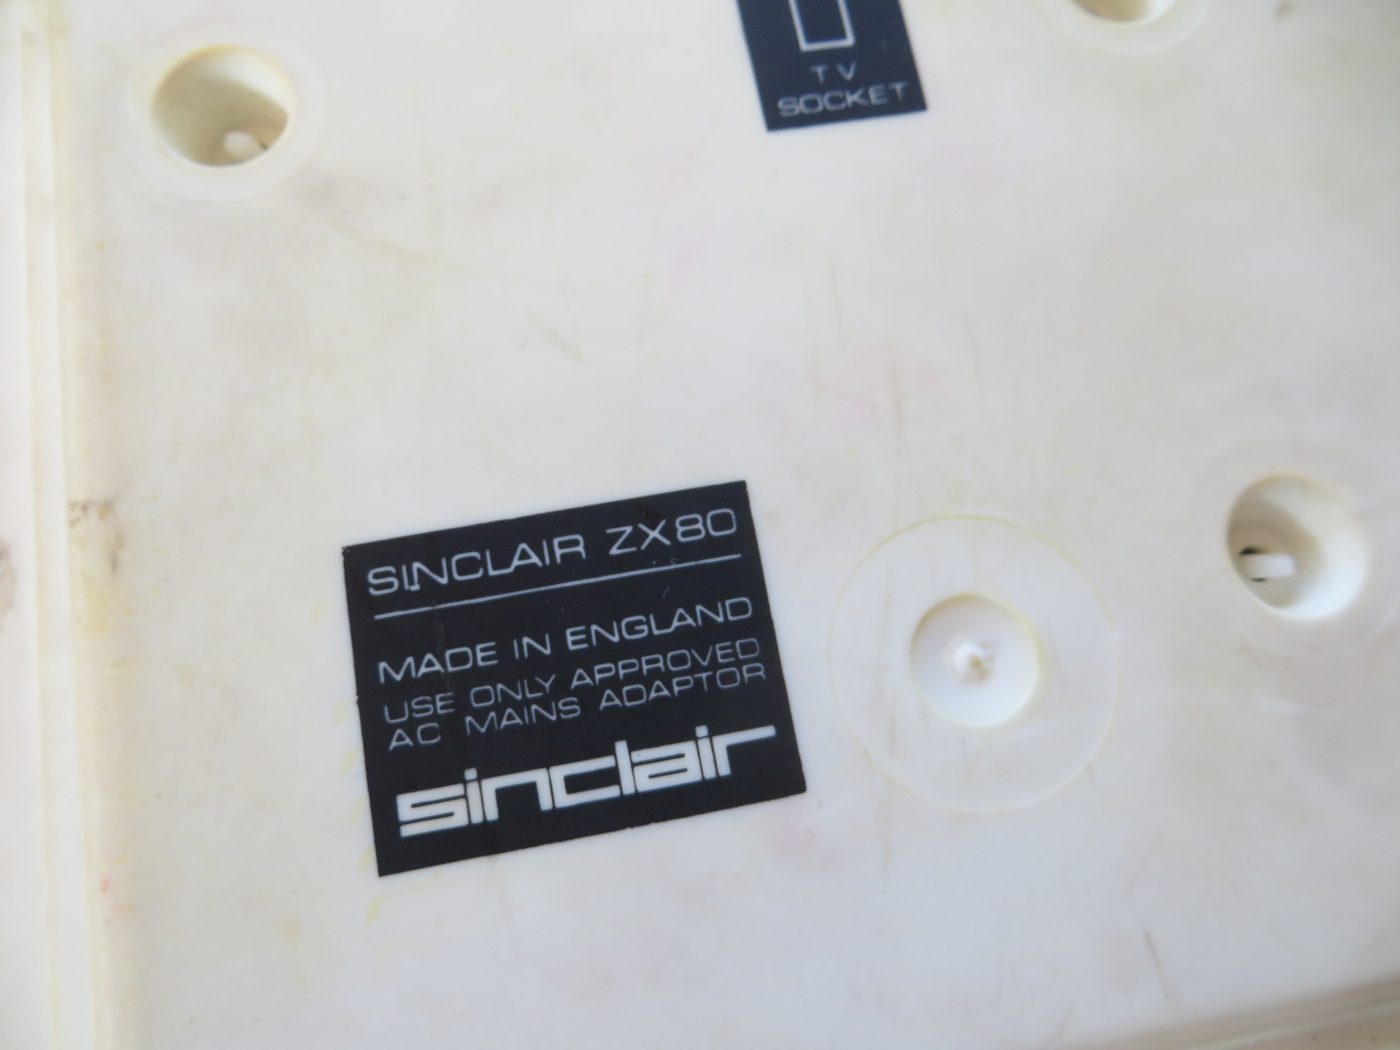 TV
SOCKET
SINCLAIR ZX80
MADE IN ENGLAND
USE ONLY APPROVED
AC MAINS ADAPTOR
sinclair